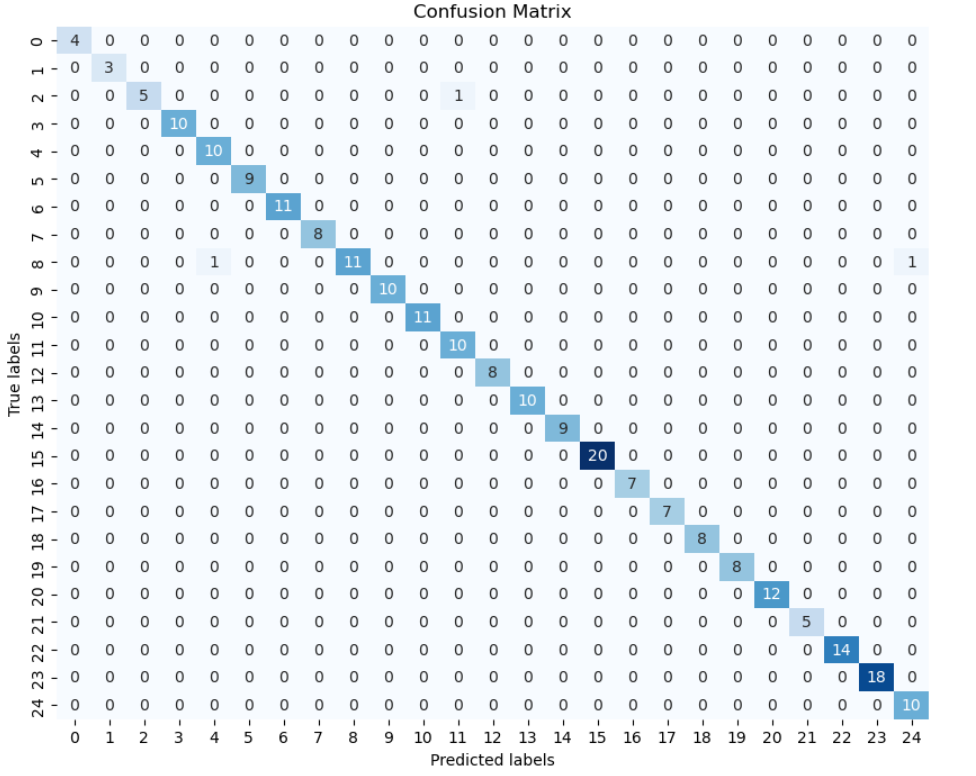 Confusion Matrix
0 4 0 0 0 0 0 0 0 0 0 0 0 0 0 0 0 0 0 0 0 0 0 0 0 0
1 0 3 0 0 0 0 0 0 0 0 0 0 0 0 0 0 0 0 0 0 0 0 0 0 0
2 0 0 5 0 0 0 0 0 0 0 0 1 0 0 0 0 0 0 0 0 0 0 0 0 0
3 0 0 0 10 0 0 0 0 0 0 0 0 0 0 0 0 0 0 0 0 0 0 0 0 0
4 0 0 0 0 10 0 0 0 0 0 0 0 0 0 0 0 0 0 0 0 0 0 0 0 0
5 0 0 0 0 0 9 0 0 0 0 0 0 0 0 0 0 0 0 0 0 0 0 0 0 0
6 0 0 0 0 0 0 11 0 0 0 0 0 0 0 0 0 0 0 0 0 0 0 0 0 0
7 0 0 0 0 0 0 0 8 0 0 0 0 0 0 0 0 0 0 0 0 0 0 0 0 0
8 0 0 0 0 1 0 0 0 11 0 0 0 0 0 0 0 0 0 0 0 0 0 0 0 1
9 0 0 0 0 0 0 0 0 0 10 0 0 0 0 0 0 0 0 0 0 0 0 0 0 0
10 0 0 0 0 0 0 0 0 0 0 11 0 0 0 0 0 0 0 0 0 0 0 0 0 0
11 0 0 0 0 0 0 0 0 0 0 0 10 0 0 0 0 0 0 0 0 0 0 0 0 0
12 0 0 0 0 0 0 0 0 0 0 0 0 8 0 0 0 0 0 0 0 0 0 0 0 0
13 0 0 0 0 0 0 0 0 0 0 0 0 0 10 0 0 0 0 0 0 0 0 0 0 0
14 0 0 0 0 0 0 0 0 0 0 0 0 0 0 9 0 0 0 0 0 0 0 0 0 0
15 0 0 0 0 0 0 0 0 0 0 0 0 0 0 0 20 0 0 0 0 0 0 0 0 0
16 0 0 0 0 0 0 0 0 0 0 0 0 0 0 0 0 7 0 0 0 0 0 0 0 0
17 0 0 0 0 0 0 0 0 0 0 0 0 0 0 0 0 0 7 0 0 0 0 0 0 0
18 0 0 0 0 0 0 0 0 0 0 0 0 0 0 0 0 0 0 8 0 0 0 0 0 0
19 0 0 0 0 0 0 0 0 0 0 0 0 0 0 0 0 0 0 0 8 0 0 0 0 0
20 0 0 0 0 0 0 0 0 0 0 0 0 0 0 0 0 0 0 0 0 12 0 0 0 0
21 0 0 0 0 0 0 0 0 0 0 0 0 0 0 0 0 0 0 0 0 0 5 0 0 0
22 0 0 0 0 0 0 0 0 0 0 0 0 0 0 0 0 0 0 0 0 0 0 14 0 0
23 0 0 0 0 0 0 0 0 0 0 0 0 0 0 0 0 0 0 0 0 0 0 0 18 0
24 0 0 0 0 0 0 0 0 0 0 0 0 0 0 0 0 0 0 0 0 0 0 0 0 10
True labels
0 1 2 3 4 5 6 7 8 9 10 11 12 13 14 15 16 17 18 19 20 21 22 23 24
Predicted labels